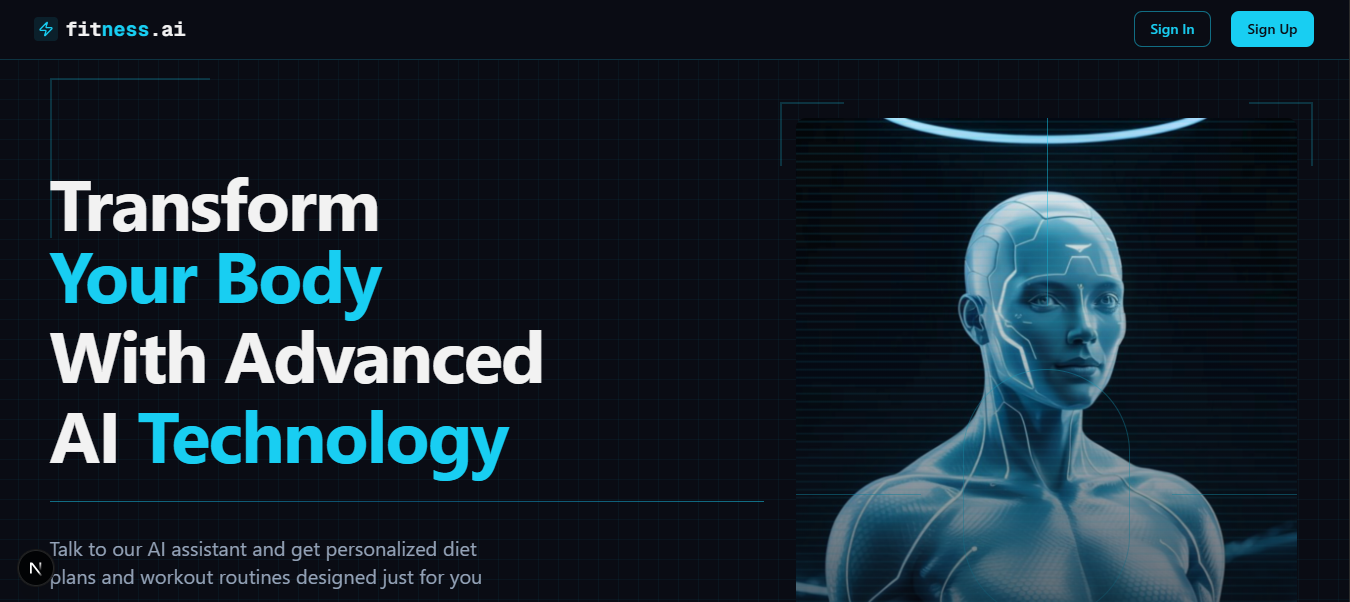 fitness.ai
Sign In
Sign Up
Transform
Your Body
With Advanced
AI Technology
Talk to our AI assistant and get personalized diet
plans and workout routines designed just for you
N